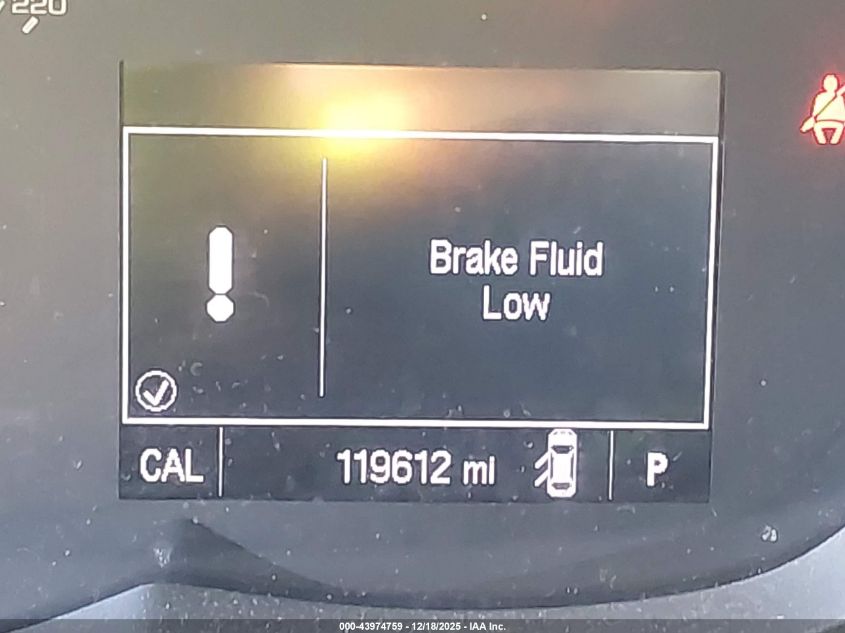 220
Brake Fluid
Low
CAL
119612 mi
P
000-43974759 - 12/18/2025 - IAA Inc.